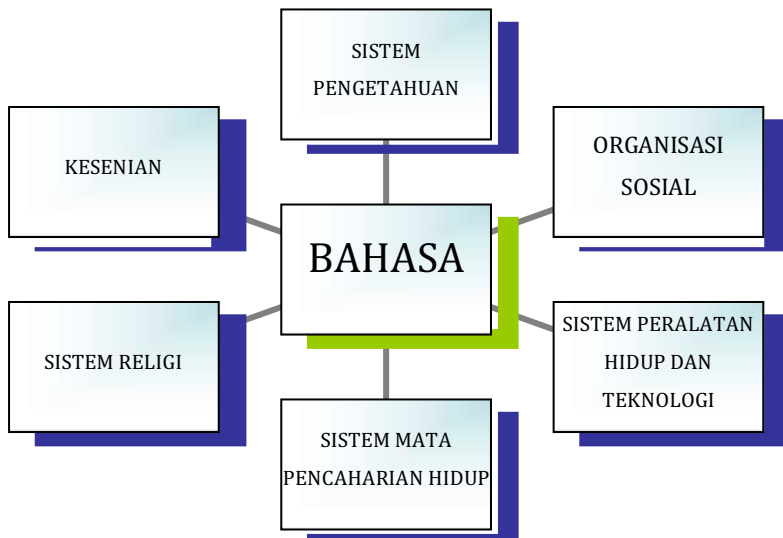 SISTEM
PENGETAHUAN
KESENIAN
ORGANISASI
SOSIAL
BAHASA
SISTEM RELIGI
SISTEM PERALATAN
HIDUP DAN
TEKNOLOGI
SISTEM MATA
PENCAHARIAN HIDUP